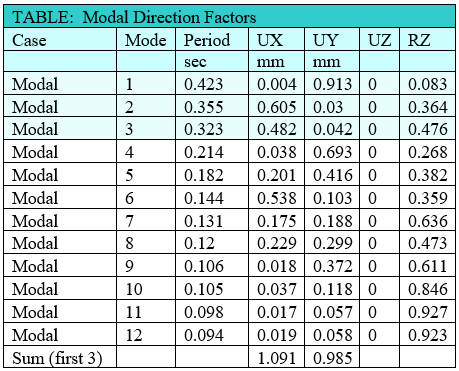 TABLE: Modal Direction Factors
Case Mode Period UX UY UZ RZ
sec mm mm
Modal 1 0.423 0.004 0.913 0 0.083
Modal 2 0.355 0.605 0.03 0 0.364
Modal 3 0.323 0.482 0.042 0 0.476
Modal 4 0.214 0.038 0.693 0 0.268
Modal 5 0.182 0.201 0.416 0 0.382
Modal 6 0.144 0.538 0.103 0 0.359
Modal 7 0.131 0.175 0.188 0 0.636
Modal 8 0.12 0.229 0.299 0 0.473
Modal 9 0.106 0.018 0.372 0 0.611
Modal 10 0.105 0.037 0.118 0 0.846
Modal 11 0.098 0.017 0.057 0 0.927
Modal 12 0.094 0.019 0.058 0 0.923
Sum (first 3) 1.091 0.985